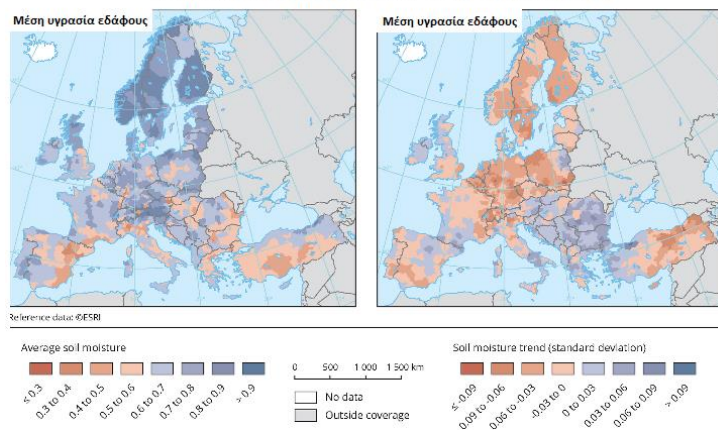 Μέση υγρασία εδάφους
Μέση υγρασία εδάφους
Reference data: ©ESRI
Average soil moisture
≤ 0.3
0.3 to 0.4
0.4 to 0.5
0.5 to 0.6
0.6 to 0.7
0.7 to 0.8
0.8 to 0.9
> 0.9
0 500 1 000 1 500 km
No data
Outside coverage
Soil moisture trend (standard deviation)
≤ -0.09
0.09 to -0.06
0.06 to -0.03
-0.03 to 0
0 to 0.03
0.03 to 0.06
0.06 to 0.09
> 0.09